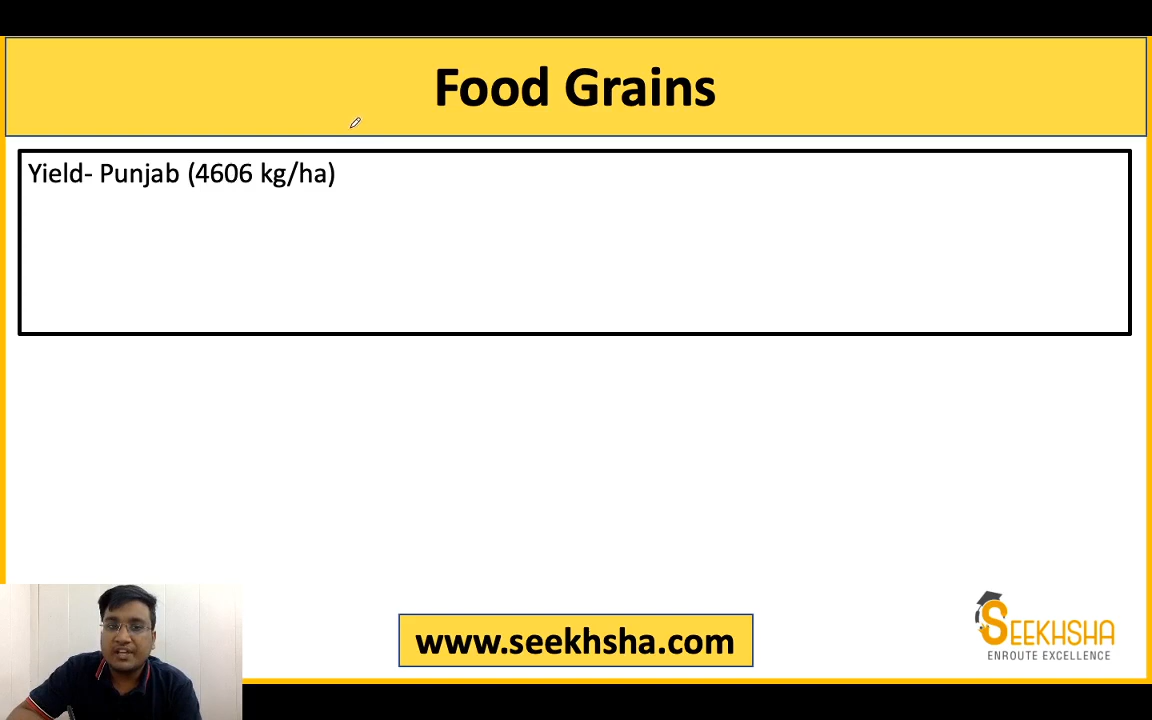 Food Grains
Yield- Punjab (4606 kg/ha)
www.seekhsha.com
SEEKHSHA
ENROUTE EXCELLENCE